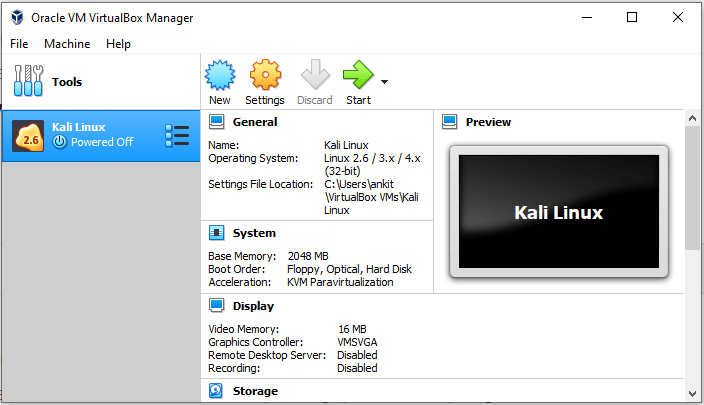 Oracle VM VirtualBox Manager
File Machine Help
Tools
New Settings Discard Start
2.6
Kali Linux
Powered Off
General
Name: Kali Linux
Operating System: Linux 2.6 / 3.x / 4.x
(32-bit)
Settings File Location: C:\Users\ankit
\VirtualBox VMs\Kali
Linux
Preview
Kali Linux
System
Base Memory: 2048 MB
Boot Order: Floppy, Optical, Hard Disk
Acceleration: KVM Paravirtualization
Display
Video Memory: 16 MB
Graphics Controller: VMSVGA
Remote Desktop Server: Disabled
Recording: Disabled
Storage